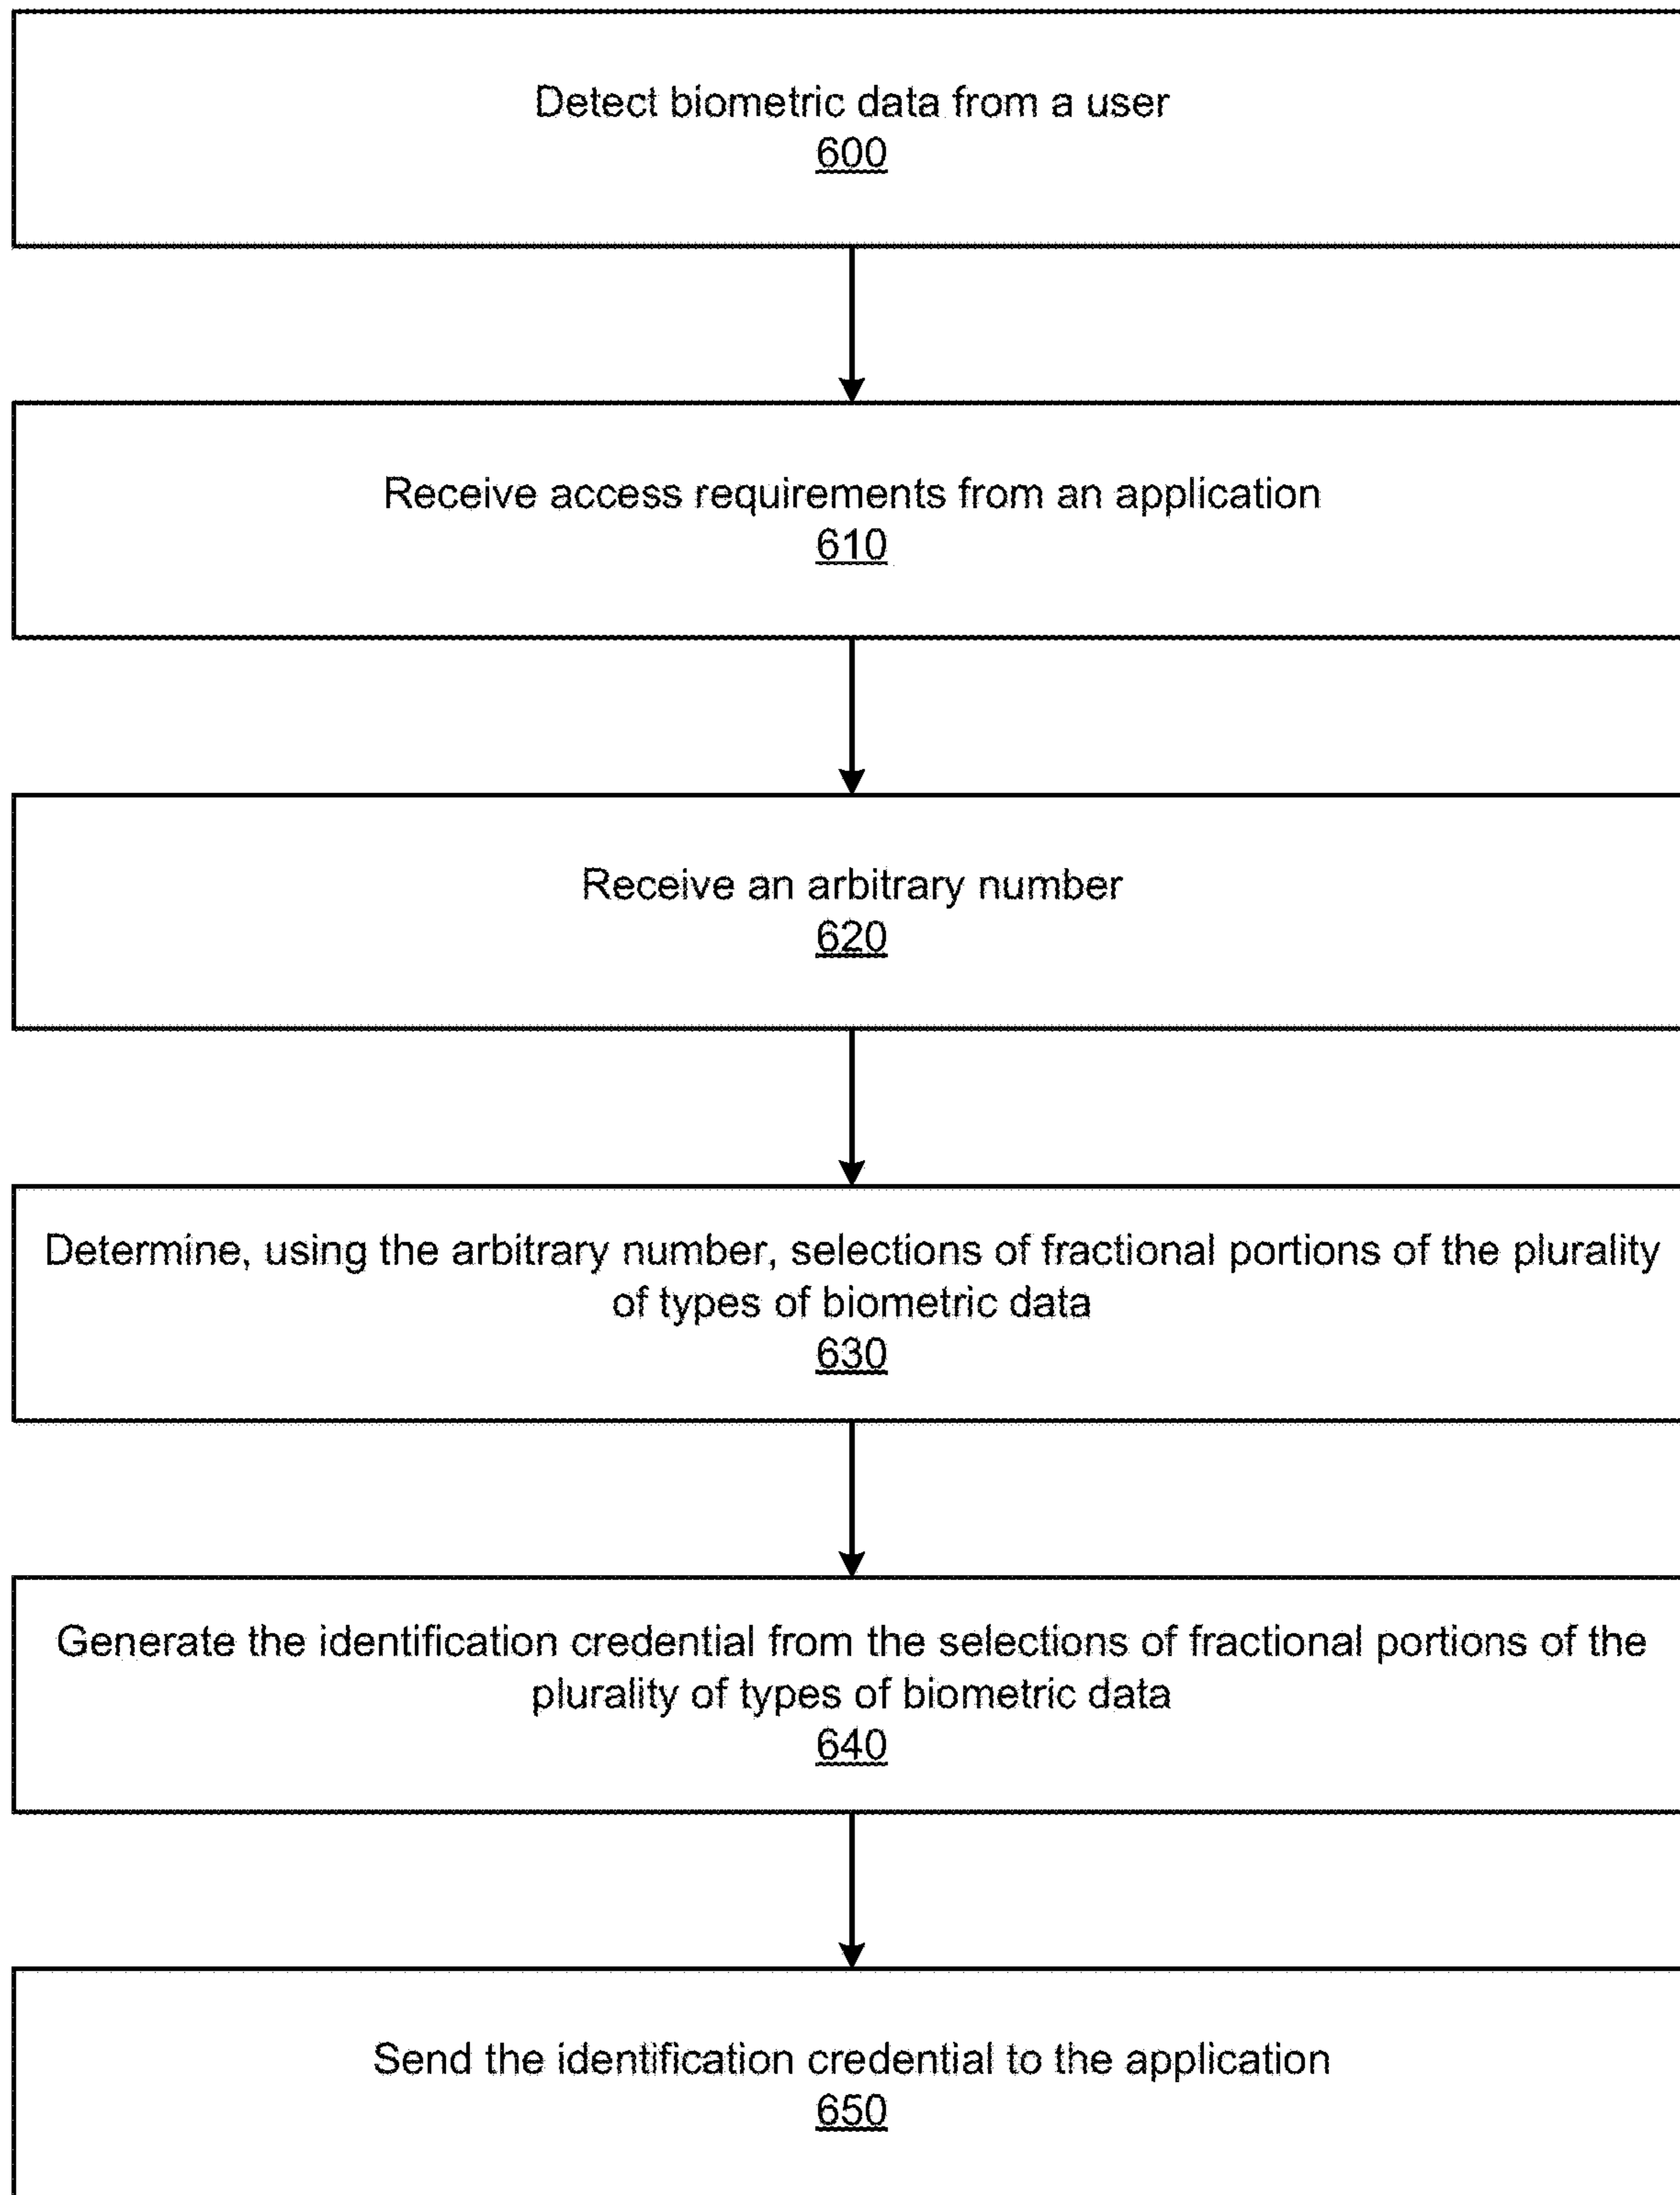 Detect biometric data from a user
600
Receive access requirements from an application
610
Receive an arbitrary number
620
Determine, using the arbitrary number, selections of fractional portions of the plurality
of types of biometric data
630
Generate the identification credential from the selections of fractional portions of the
plurality of types of biometric data
640
Send the identification credential to the application
650